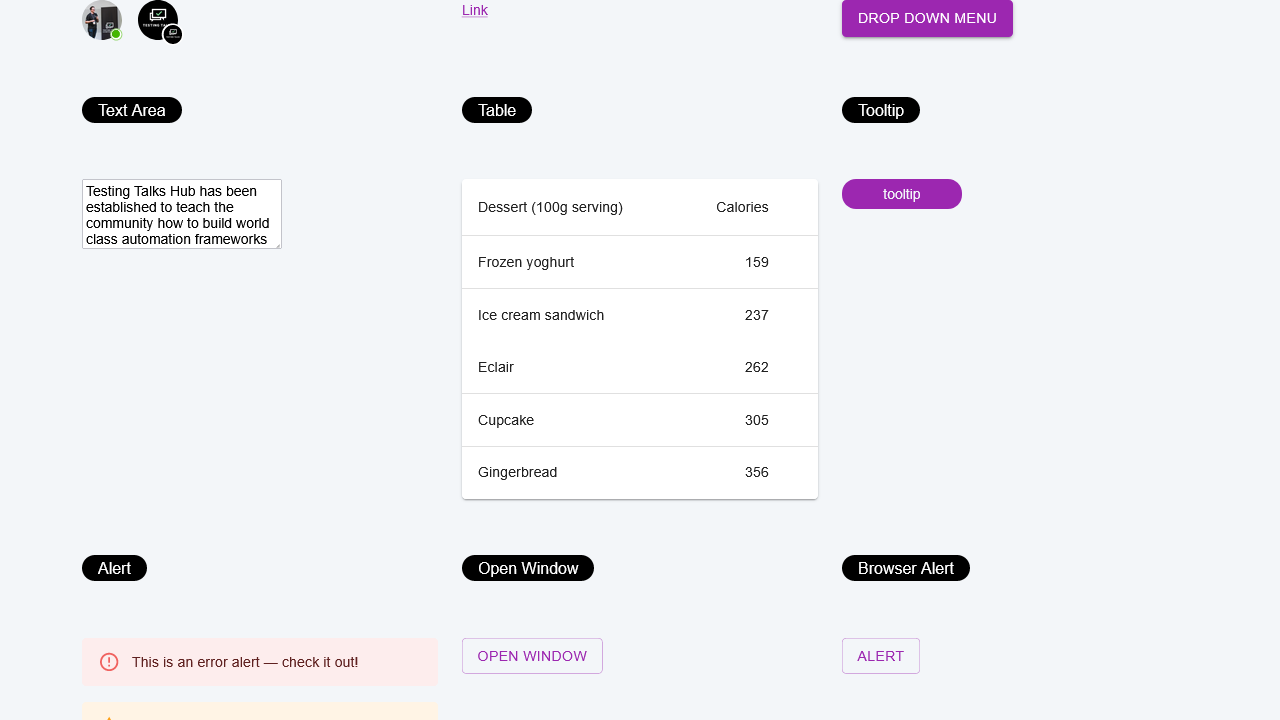 Link
DROP DOWN MENU
Text Area
Table
Tooltip
Testing Talks Hub has been
established to teach the
community how to build world
class automation frameworks
Dessert (100g serving) Calories
Frozen yoghurt 159
Ice cream sandwich 237
Eclair 262
Cupcake 305
Gingerbread 356
tooltip
Alert
Open Window
Browser Alert
This is an error alert — check it out!
OPEN WINDOW
ALERT